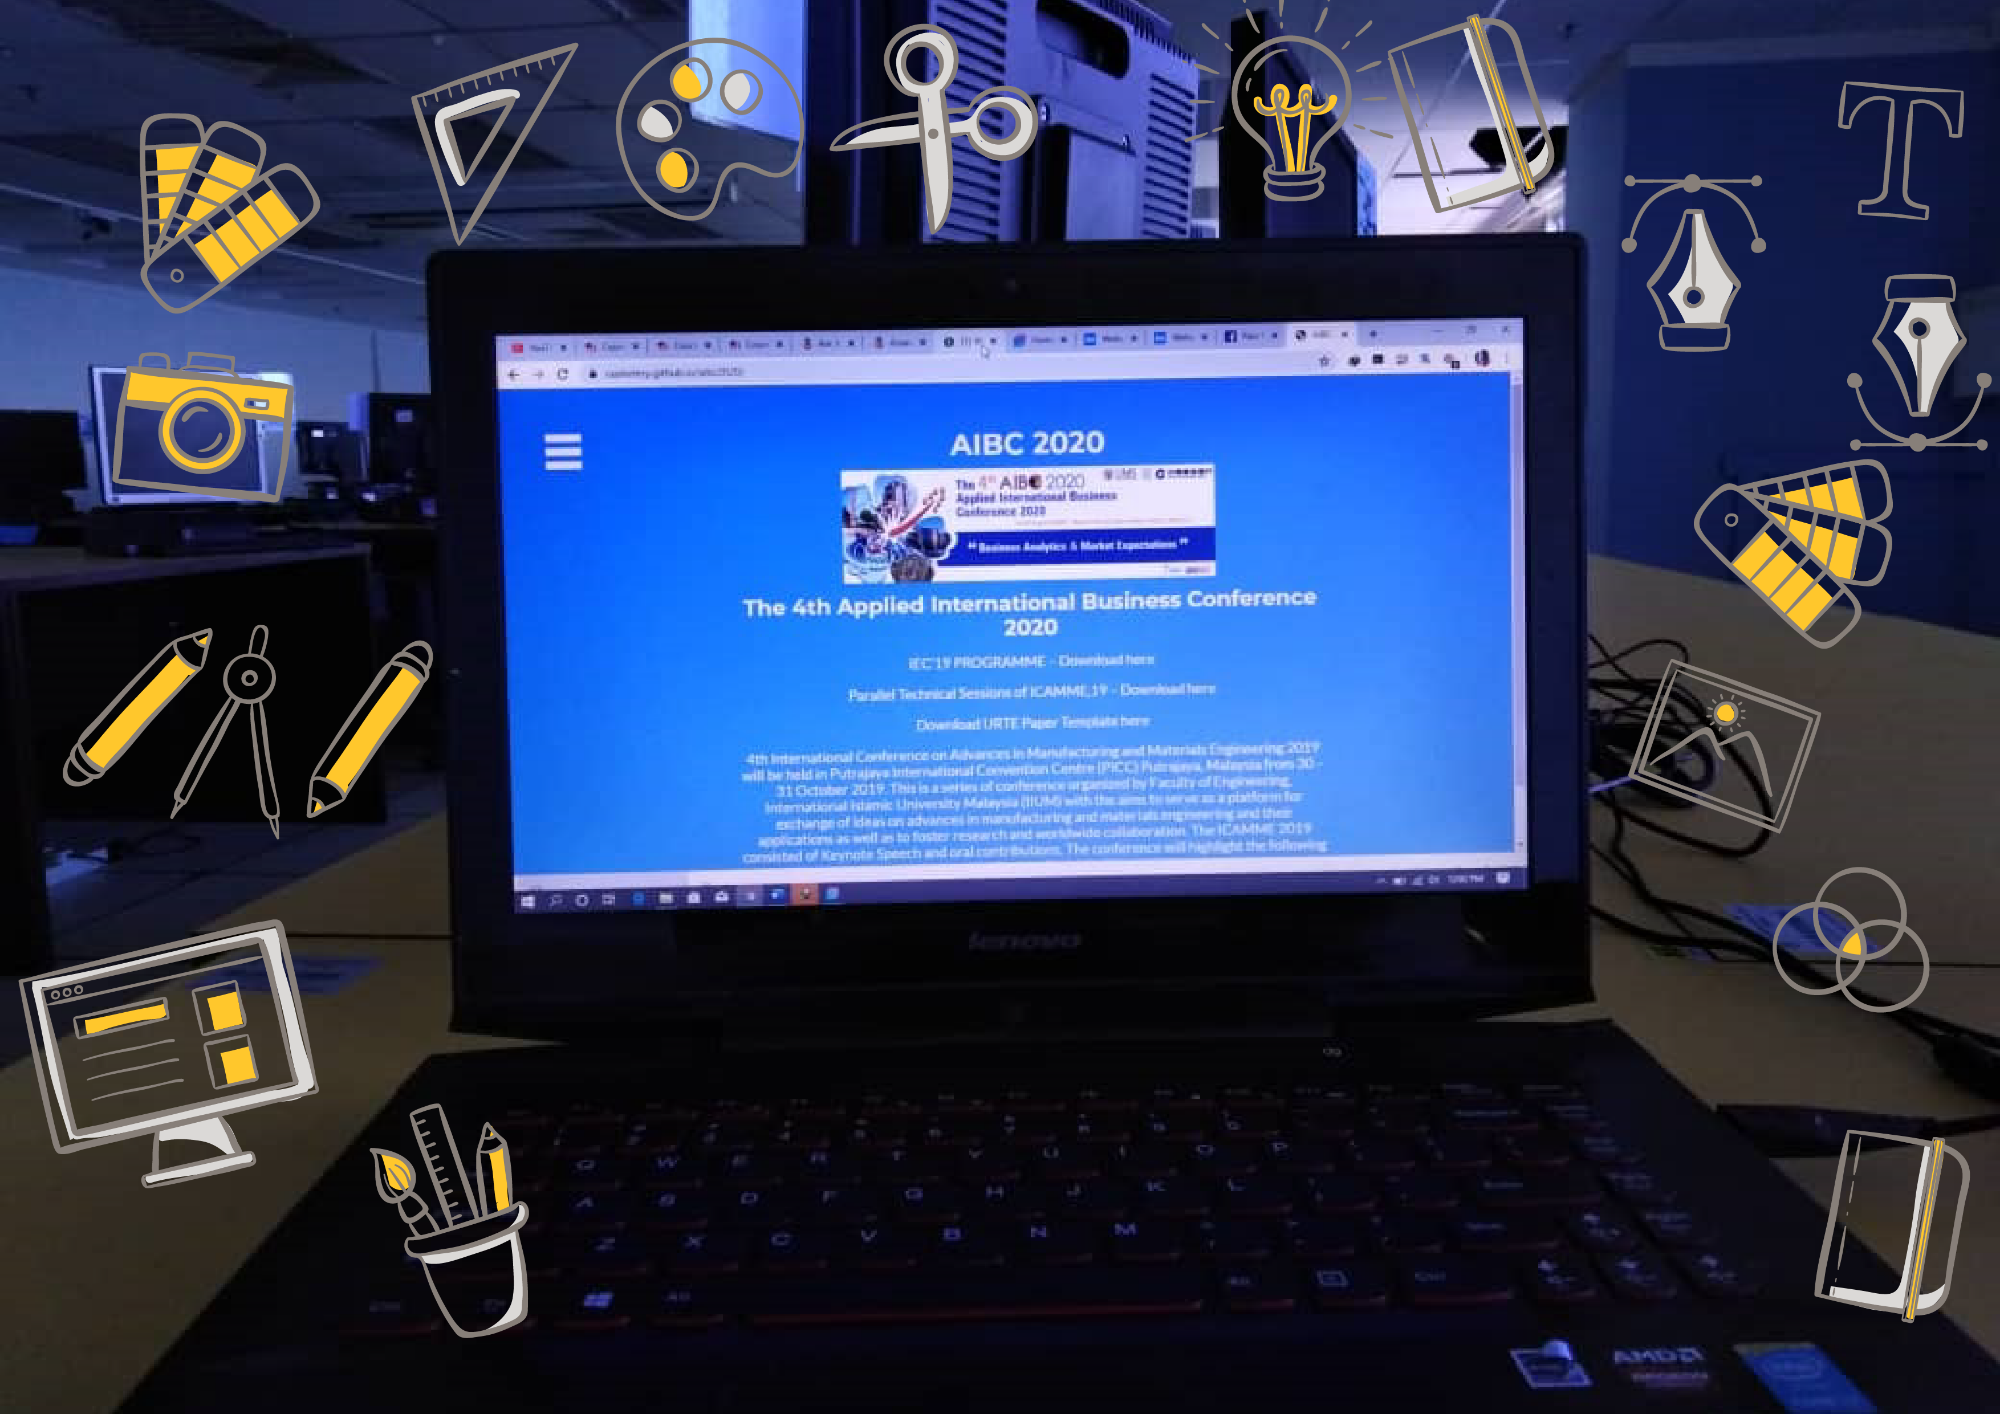 T
AIBC 2020
The 4th AIBC 2020
Applied International Business
Conference 2020
" Business Analytics & Market Expectations "
The 4th Applied International Business Conference
2020
IEC'19 PROGRAMME - Download here
Parallel Technical Sessions of ICAMME,19 - Download here
Download URTE Paper Template here
4th International Conference on Advances in Manufacturing and Materials Engineering 2019
will be held in Putrajaya International Convention Centre (PICC) Putrajaya, Malaysia from 30 -
31 October 2019. This is a series of conference organized by Faculty of Engineering,
International Islamic University Malaysia (IIUM) with the aims to serve as a platform for
exchange of ideas on advances in manufacturing and materials engineering and their
applications as well as to foster research and worldwide collaboration. The ICAMME 2019
consisted of Keynote Speech and oral contributions. The conference will highlight the following
lenovo
Q W E R T Y U I O P
A S D F G H J K L
Z X C V B N M
AMD